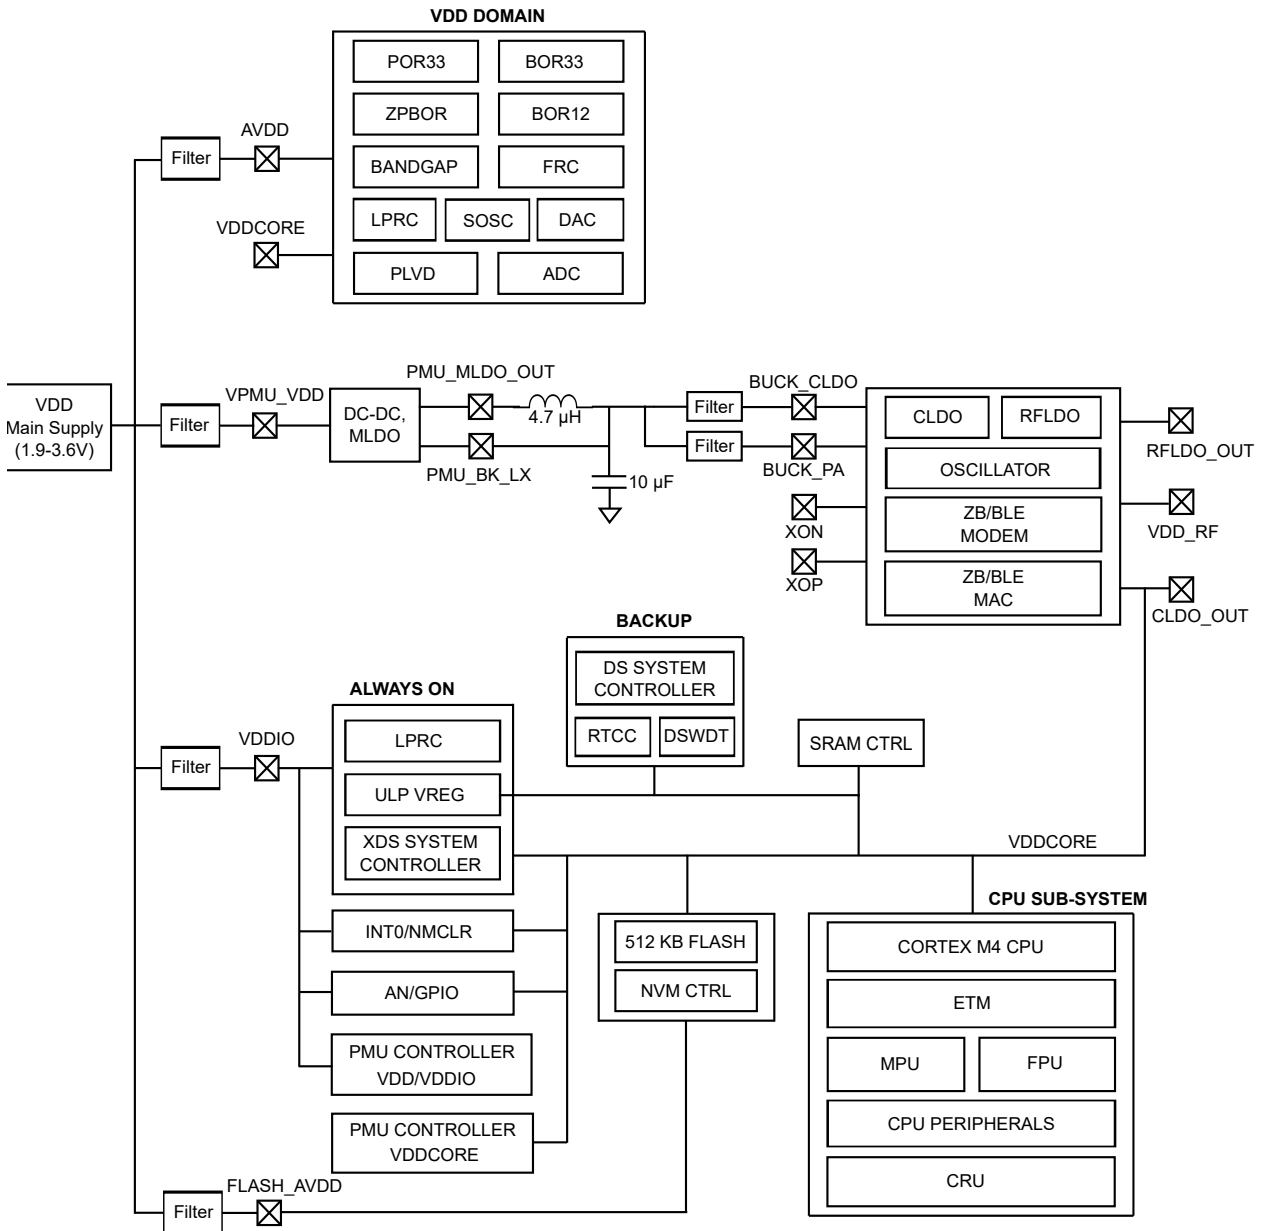 VDD DOMAIN
POR33
BOR33
ZPBOR
BOR12
AVDD
Filter
BANDGAP
FRC
LPRC
SOSC
DAC
VDDCORE
PLVD
ADC
VDD
Main Supply
(1.9-3.6V)
Filter
VPMU_VDD
DC-DC,
MLDO
PMU_MLDO_OUT
4.7 µH
PMU_BK_LX
10 µF
Filter
Filter
BUCK_CLDO
BUCK_PA
XON
XOP
CLDO
RFLDO
OSCILLATOR
ZB/BLE
MODEM
ZB/BLE
MAC
RFLDO_OUT
VDD_RF
CLDO_OUT
BACKUP
DS SYSTEM
CONTROLLER
RTCC
DSWDT
SRAM CTRL
ALWAYS ON
LPRC
ULP VREG
XDS SYSTEM
CONTROLLER
Filter
VDDIO
VDDCORE
INT0/NMCLR
AN/GPIO
PMU CONTROLLER
VDD/VDDIO
PMU CONTROLLER
VDDCORE
512 KB FLASH
NVM CTRL
CPU SUB-SYSTEM
CORTEX M4 CPU
ETM
MPU
FPU
CPU PERIPHERALS
CRU
Filter
FLASH_AVDD